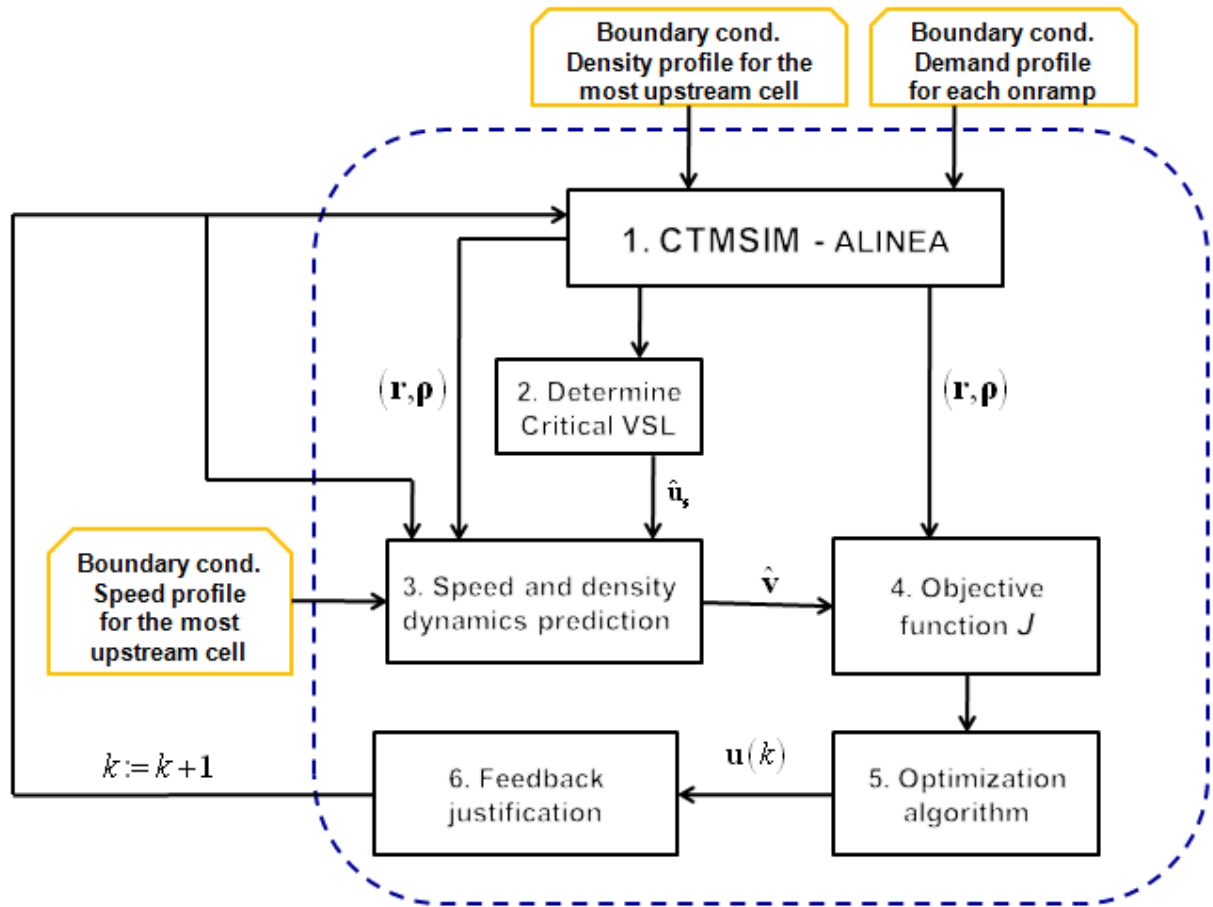 Boundary cond.
Density profile for the
most upstream cell
Boundary cond.
Demand profile
for each onramp
1. CTMSIM - ALINEA
(r,ρ)
2. Determine
Critical VSL
(r,ρ)
û_s
Boundary cond.
Speed profile
for the most
upstream cell
3. Speed and density
dynamics prediction
v̂
4. Objective
function J
k:= k+1
6. Feedback
justification
u(k)
5. Optimization
algorithm